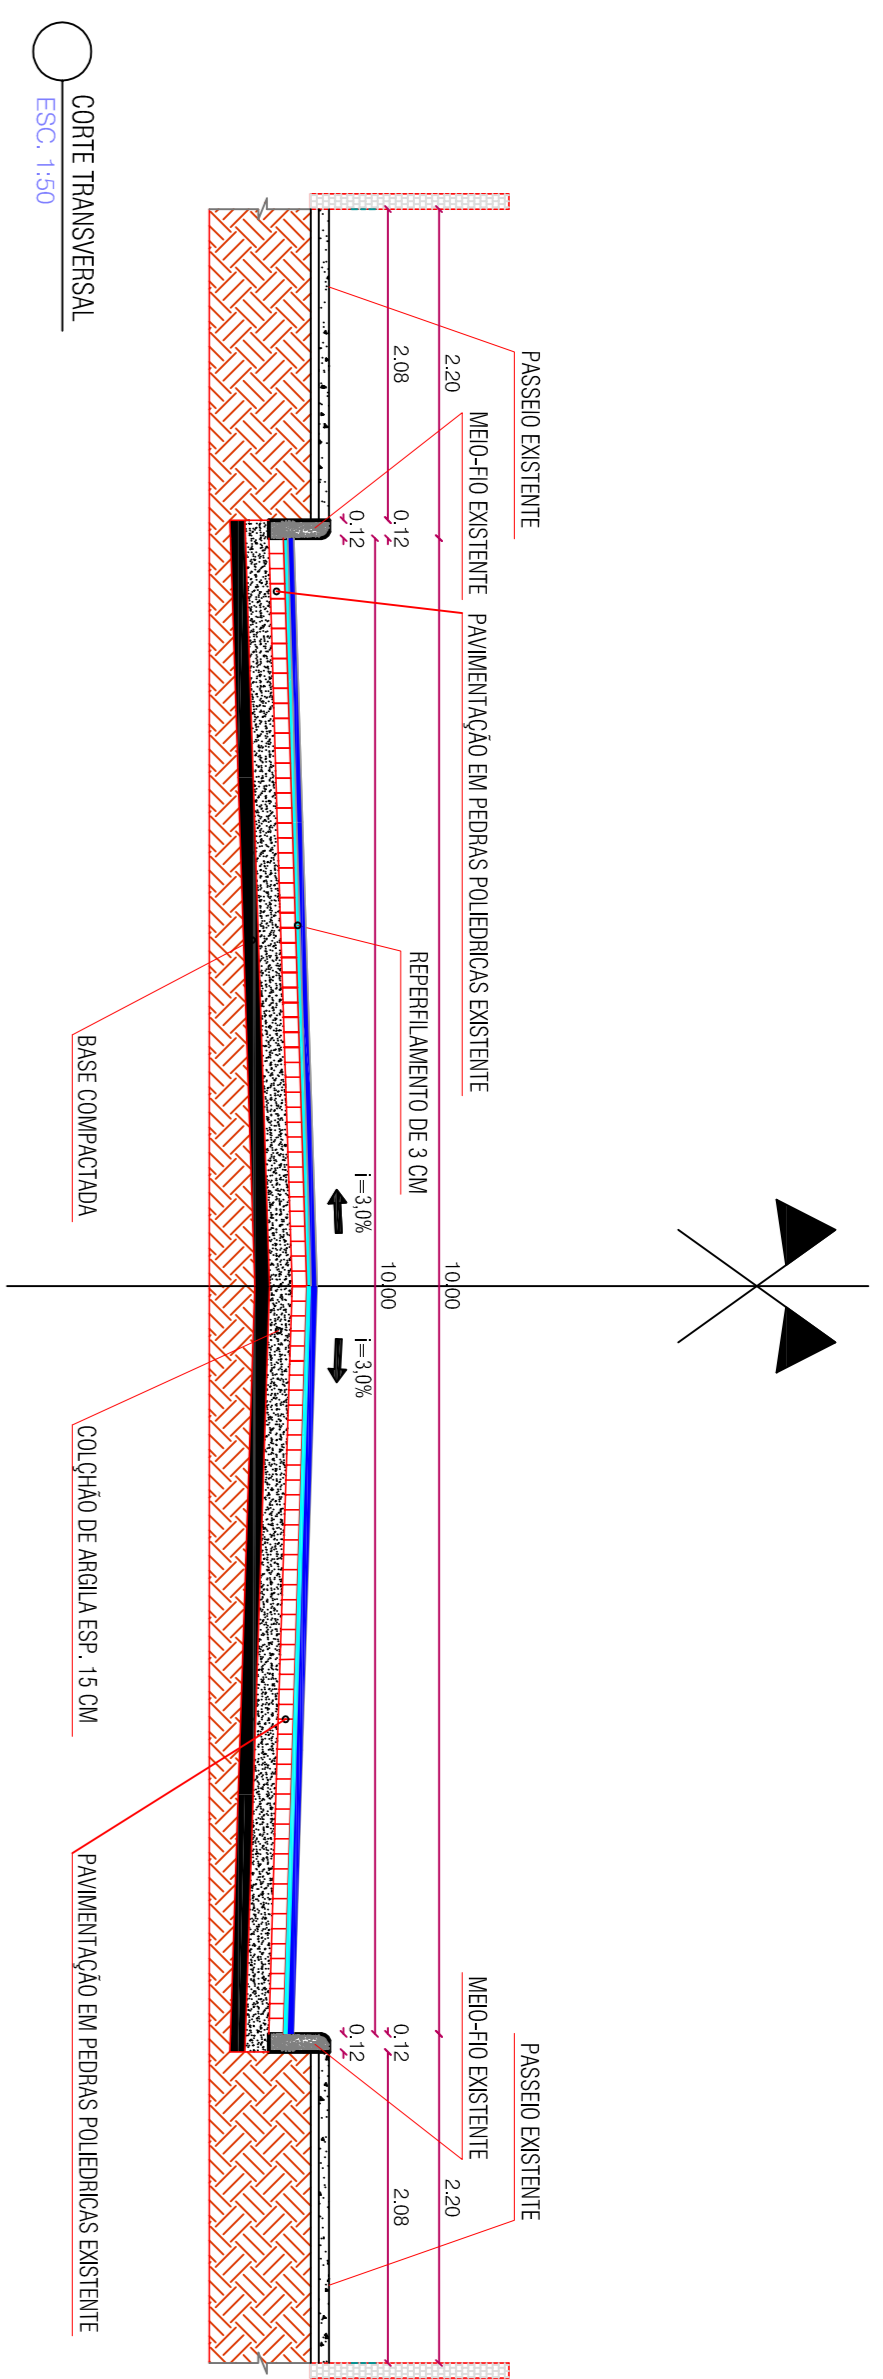 CORTE TRANSVERSAL
ESC. 1:50
PASSEIO EXISTENTE
2.20
2.08
MEIO-FIO EXISTENTE
0.12
0.12
PAVIMENTAÇÃO EM PEDRAS POLIEDRICAS EXISTENTE
REPERFILAMENTO DE 3 CM
BASE COMPACTADA
i=3,0%
10.00
10.00
i=3,0%
COLCHÃO DE ARGILA ESP. 15 CM
PAVIMENTAÇÃO EM PEDRAS POLIEDRICAS EXISTENTE
MEIO-FIO EXISTENTE
0.12
0.12
PASSEIO EXISTENTE
2.20
2.08